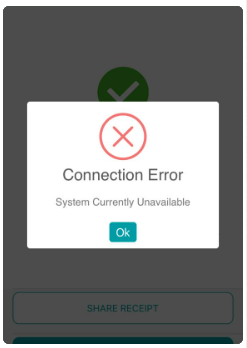 Connection Error
System Currently Unavailable
Ok
SHARE RECEIPT